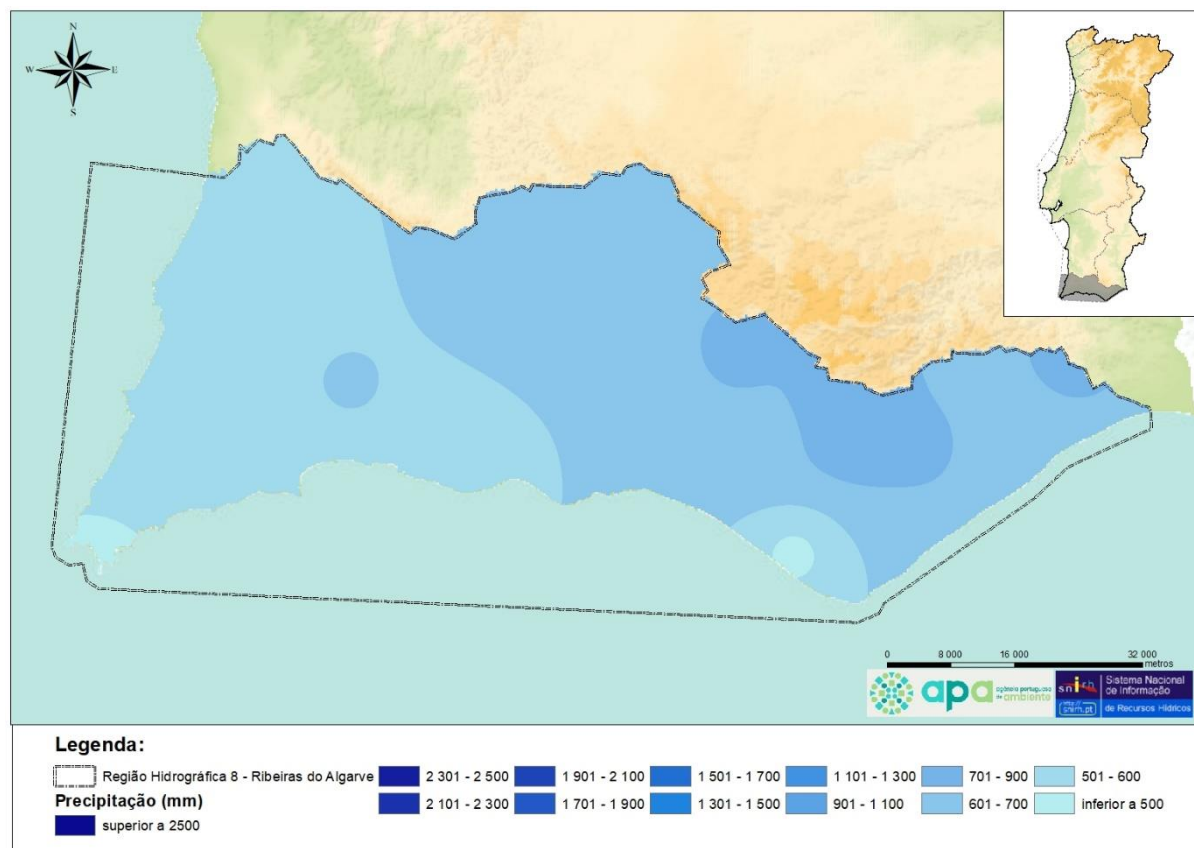 N
W E
S
0 8 000 16 000 32 000
metros
apa agência portuguesa
do ambiente
snirh
http://
snirh.pt
Sistema Nacional
de Informação
de Recursos Hídricos
Legenda:
Região Hidrográfica 8 - Ribeiras do Algarve
Precipitação (mm)
superior a 2500
2 301 - 2 500
2 101 - 2 300
1 901 - 2 100
1 701 - 1 900
1 501 - 1 700
1 301 - 1 500
1 101 - 1 300
901 - 1 100
701 - 900
601 - 700
501 - 600
inferior a 500